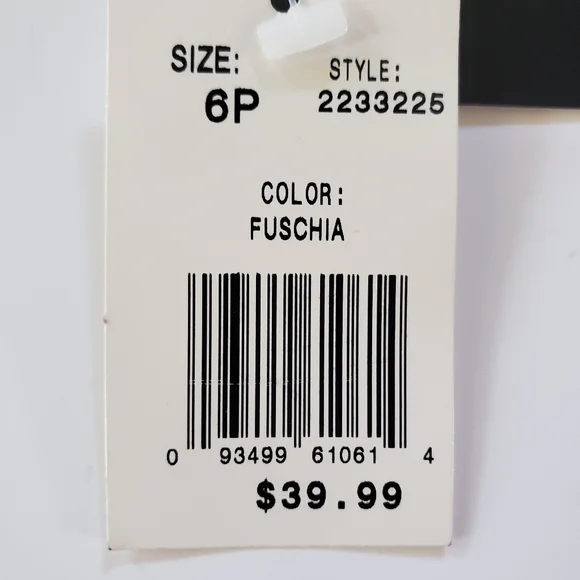 SIZE: STYLE:
6P 2233225
COLOR:
FUSCHIA
0 93499 61061 4
$39.99